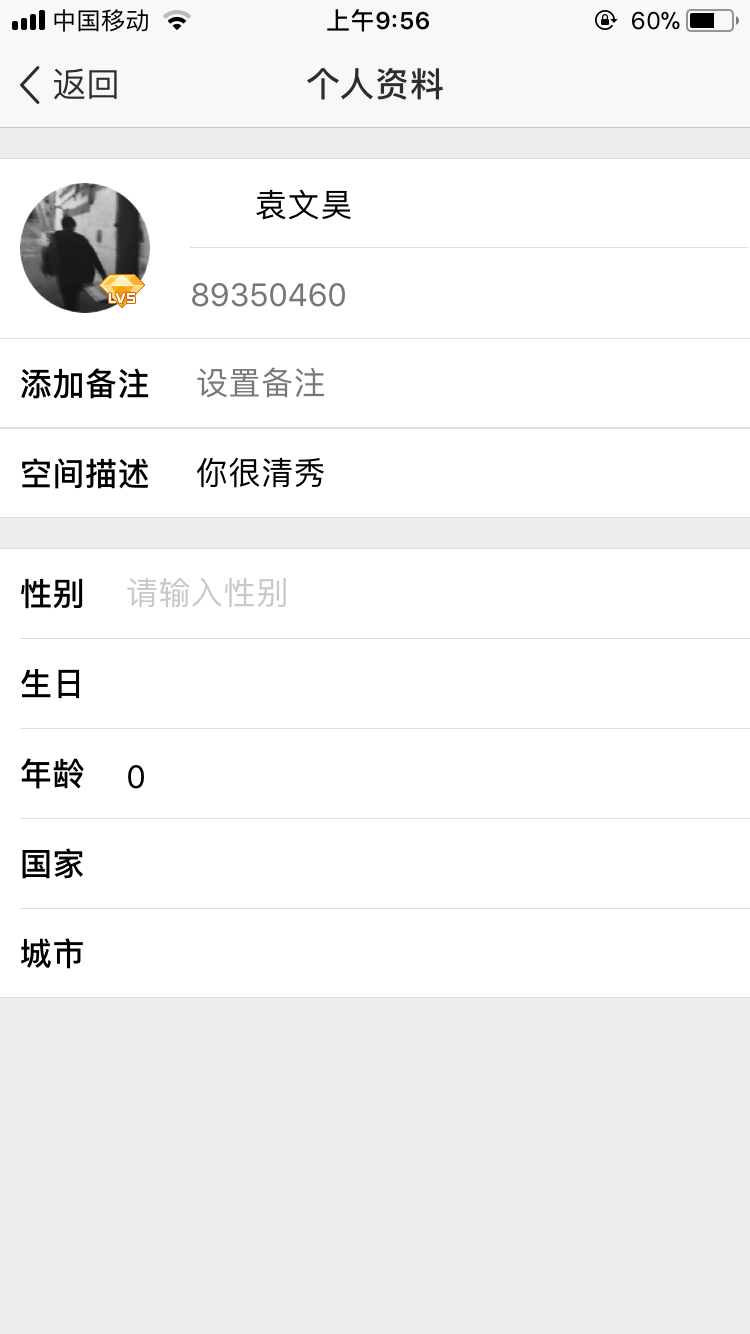 中国移动 上午9:56 60%
返回 个人资料
袁文昊
LV5
89350460
添加备注 设置备注
空间描述 你很清秀
性别 请输入性别
生日
年龄 0
国家
城市